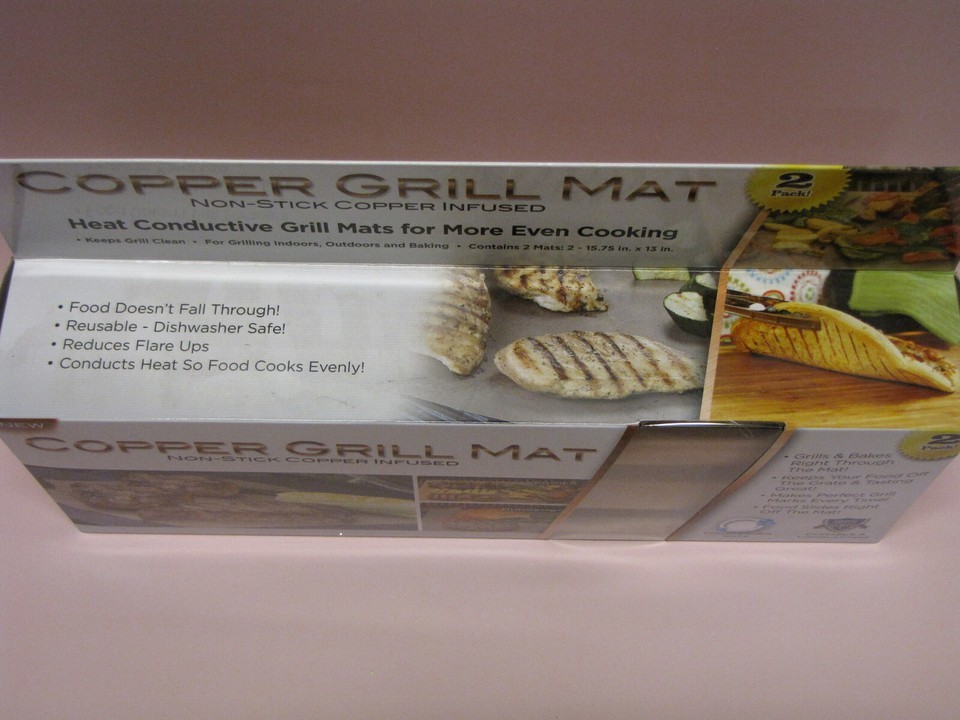 COPPER GRILL MAT
2
Pack!
NON-STICK COPPER INFUSED
Heat Conductive Grill Mats for More Even Cooking
• Keeps Grill Clean • For Grilling Indoors, Outdoors and Baking • Contains 2 Mats: 2 - 15.75 in. x 13 in.
• Food Doesn't Fall Through!
• Reusable - Dishwasher Safe!
• Reduces Flare Ups
• Conducts Heat So Food Cooks Evenly!
NEW
COPPER GRILL MAT
NON-STICK COPPER INFUSED
2
Pack!
• Grills & Bakes
Right Through
The Mat!
• Keeps Your Food Off
The Grate & Tasting
Great!
• Makes Perfect Grill
Marks Every Time!
• Food Slides Right
Off The Mat!